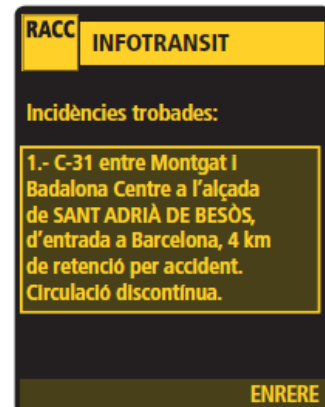 RACC
INFOTRANSIT
Incidències trobades:
1.- C-31 entre Montgat i
Badalona Centre a l'alçada
de SANT ADRIÀ DE BESÒS,
d'entrada a Barcelona, 4 km
de retenció per accident.
Circulació discontínua.
ENRERE